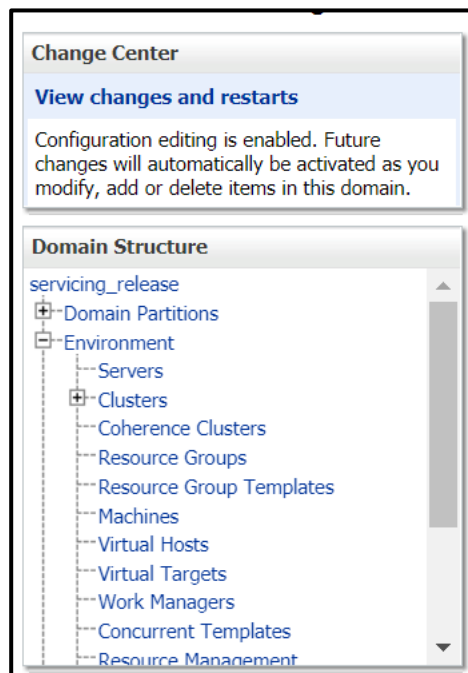 Change Center
View changes and restarts
Configuration editing is enabled. Future
changes will automatically be activated as you
modify, add or delete items in this domain.
Domain Structure
servicing_release
Domain Partitions
Environment
Servers
Clusters
Coherence Clusters
Resource Groups
Resource Group Templates
Machines
Virtual Hosts
Virtual Targets
Work Managers
Concurrent Templates
Resource Management